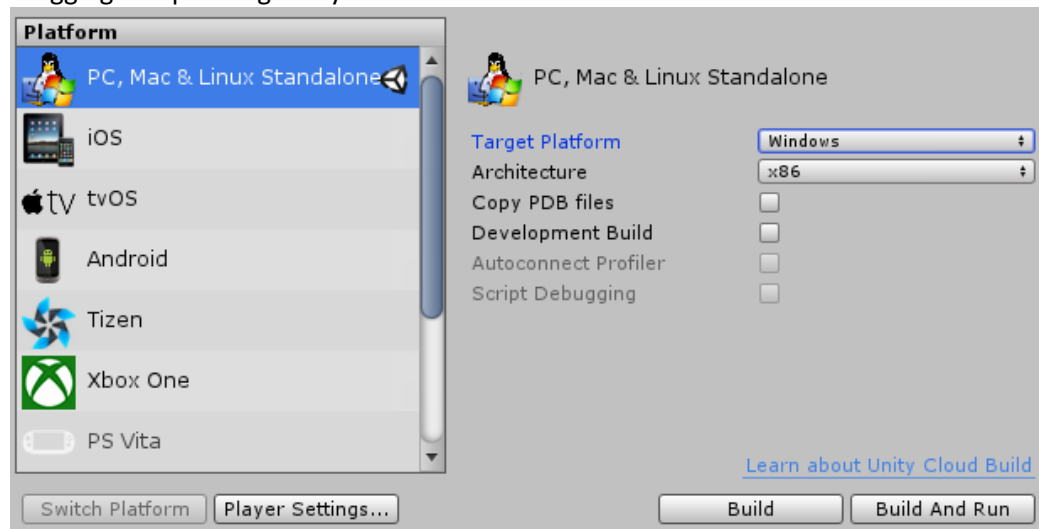 Platform
PC, Mac & Linux Standalone
iOS
tv tvOS
Android
Tizen
Xbox One
PS Vita
PC, Mac & Linux Standalone
Target Platform Windows
Architecture x86
Copy PDB files
Development Build
Autoconnect Profiler
Script Debugging
Learn about Unity Cloud Build
Switch Platform Player Settings... Build Build And Run